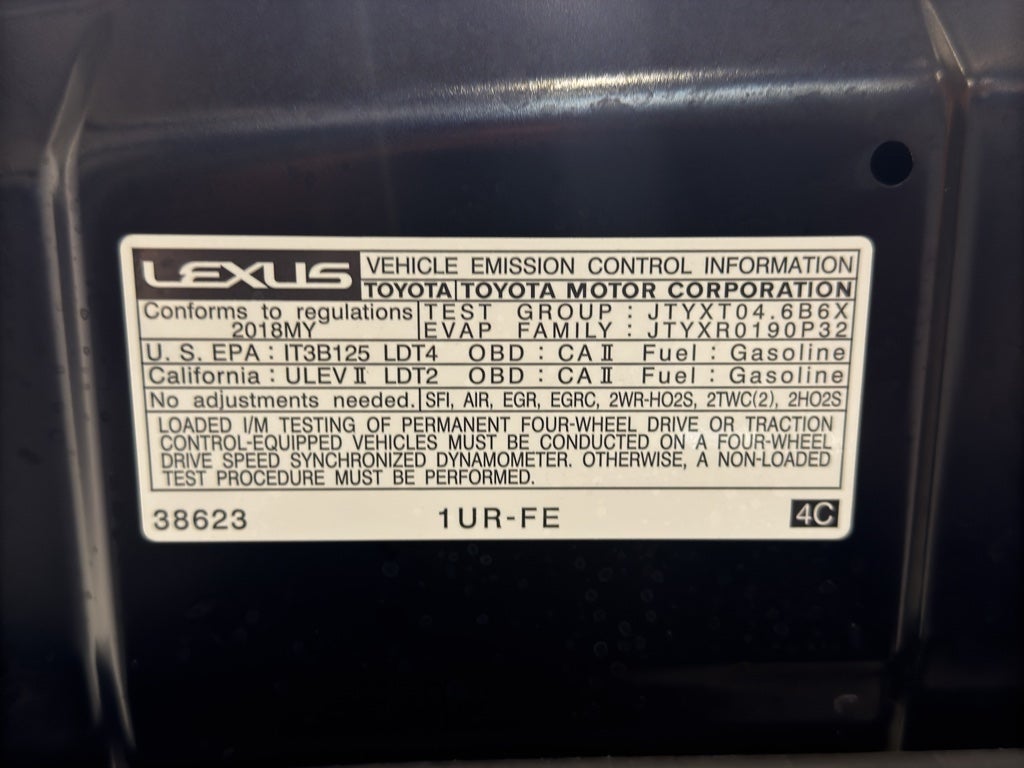 LEXUS VEHICLE EMISSION CONTROL INFORMATION
TOYOTA TOYOTA MOTOR CORPORATION
Conforms to regulations
2018MY
TEST GROUP : JTYXT04.6B6X
EVAP FAMILY : JTYXR0190P32
U. S. EPA : IT3B125 LDT4 OBD : CA II Fuel : Gasoline
California : ULEV II LDT2 OBD : CA II Fuel : Gasoline
No adjustments needed. SFI, AIR, EGR, EGRC, 2WR-HO2S, 2TWC(2), 2HO2S
LOADED I/M TESTING OF PERMANENT FOUR-WHEEL DRIVE OR TRACTION
CONTROL-EQUIPPED VEHICLES MUST BE CONDUCTED ON A FOUR-WHEEL
DRIVE SPEED SYNCHRONIZED DYNAMOMETER. OTHERWISE, A NON-LOADED
TEST PROCEDURE MUST BE PERFORMED.
38623 1UR-FE 4C